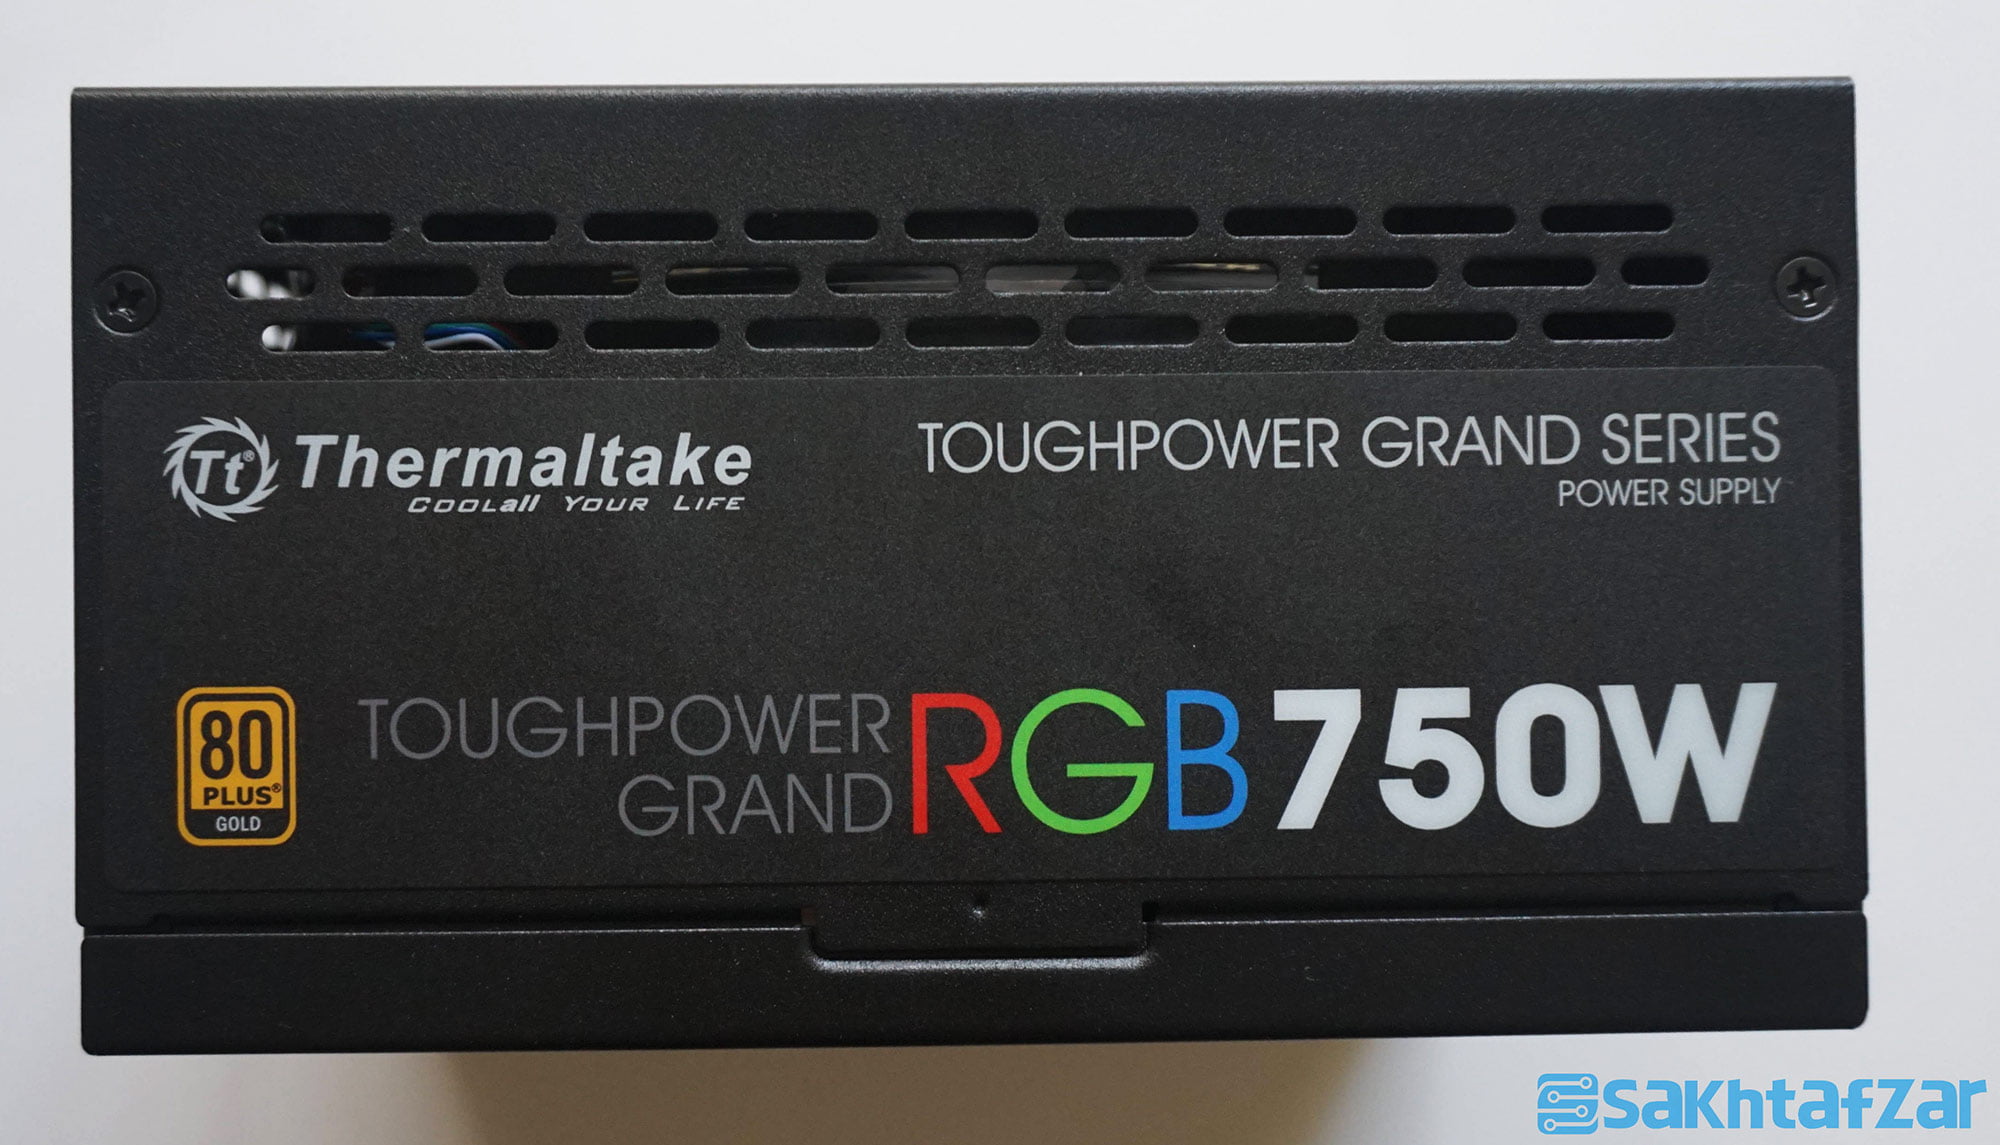 Tt® Thermaltake
COOLall YOUR LIFE
TOUGHPOWER GRAND SERIES
POWER SUPPLY
80
PLUS®
GOLD
TOUGHPOWER
GRAND
RGB 750W
sakhtafzar